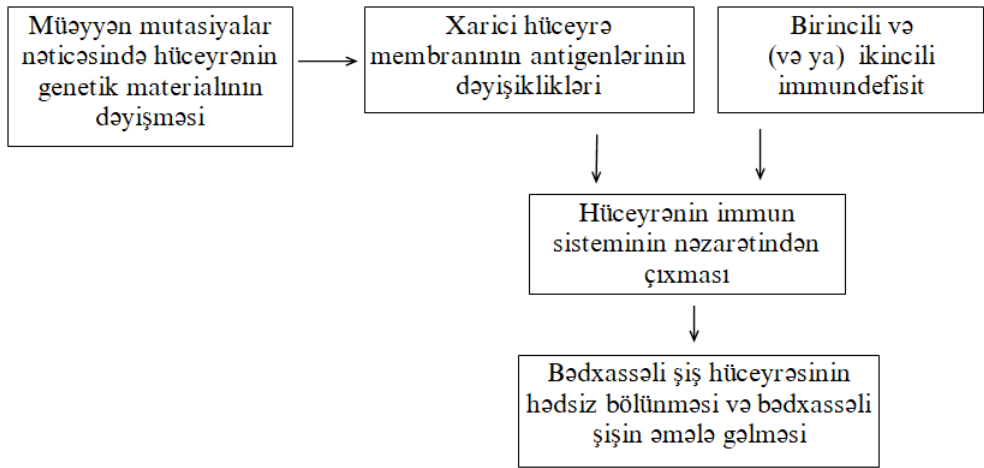 Müəyyən mutasiyalar
nəticəsində hüceyrənin
genetik materialının
dəyişməsi
Xarici hüceyrə
membranının antigenlərinin
dəyişiklikləri
Birincili və
(və ya) ikincili
immundefisit
Hüceyrənin immun
sisteminin nəzarətindən
çıxması
Bədxassəli şiş hüceyrəsinin
hədsiz bölünməsi və bədxassəli
şişin əmələ gəlməsi